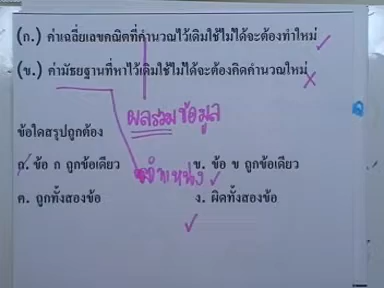 (ก.) ค่าเฉลี่ยเลขคณิตที่คำนวณไว้เดิมใช้ไม่ได้จะต้องทำใหม่ ✓
(ข.) ค่ามัธยฐานที่หาไว้เดิมใช้ไม่ได้จะต้องคิดคำนวณใหม่ ✗
ผลรวมข้อมูล
ข้อใดสรุปถูกต้อง
ก. ข้อ ก ถูกข้อเดียว ข. ข้อ ข ถูกข้อเดียว
ตำแหน่ง ✓
ค. ถูกทั้งสองข้อ ง. ผิดทั้งสองข้อ